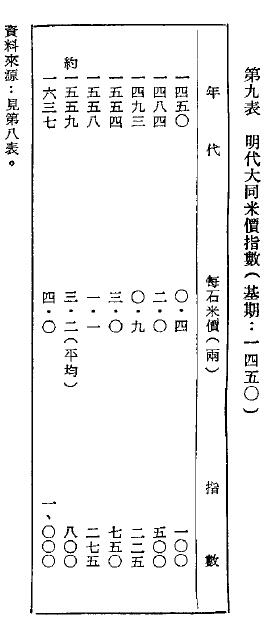 第九表 明代大同米價指數(基期:一四五〇)
年代 每石米價(兩) 指數
一四五〇 〇·四 一〇〇
一四八四 二·〇 五〇〇
一四九三 〇·九 二二五
一五五四 三·〇 七五〇
一五五八 一·一 二七五
約一五五九 三·二(平均) 八〇〇
一六三七 四·〇 一、〇〇〇
資料來源:見第八表。